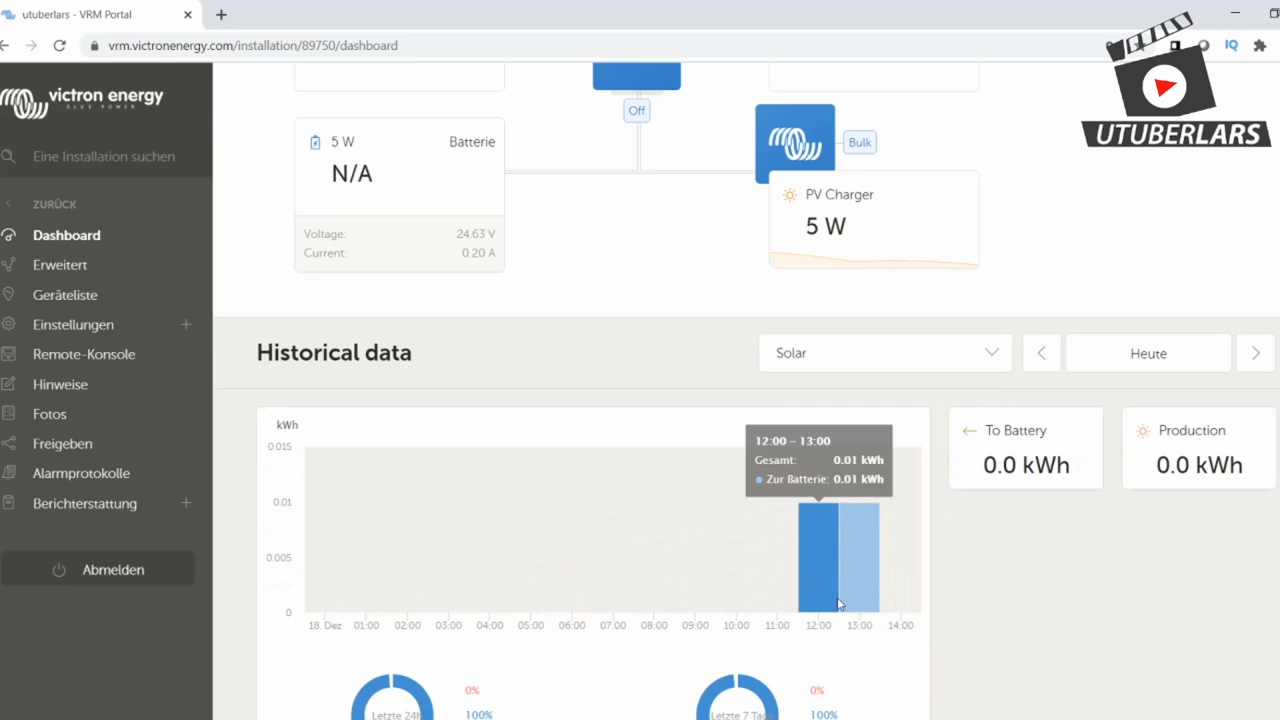 utuberlars - VRM Portal
vrm.victronenergy.com/installation/89750/dashboard
IQ
UTUBERLARS
victron energy
BLUE POWER
Eine Installation suchen
ZURÜCK
Dashboard
Erweitert
Geräteliste
Einstellungen
Remote-Konsole
Hinweise
Fotos
Freigeben
Alarmprotokolle
Berichterstattung
Abmelden
Off
5 W Batterie
N/A
Voltage: 24.63 V
Current: 0.20 A
Bulk
PV Charger
5 W
Historical data
Solar
Heute
kWh
0.015
0.01
0.005
0
12:00 – 13:00
Gesamt: 0.01 kWh
Zur Batterie: 0.01 kWh
18. Dez 01:00 02:00 03:00 04:00 05:00 06:00 07:00 08:00 09:00 10:00 11:00 12:00 13:00 14:00
To Battery
0.0 kWh
Production
0.0 kWh
0%
Letzte 24h
100%
0%
Letzte 7 Tag
100%